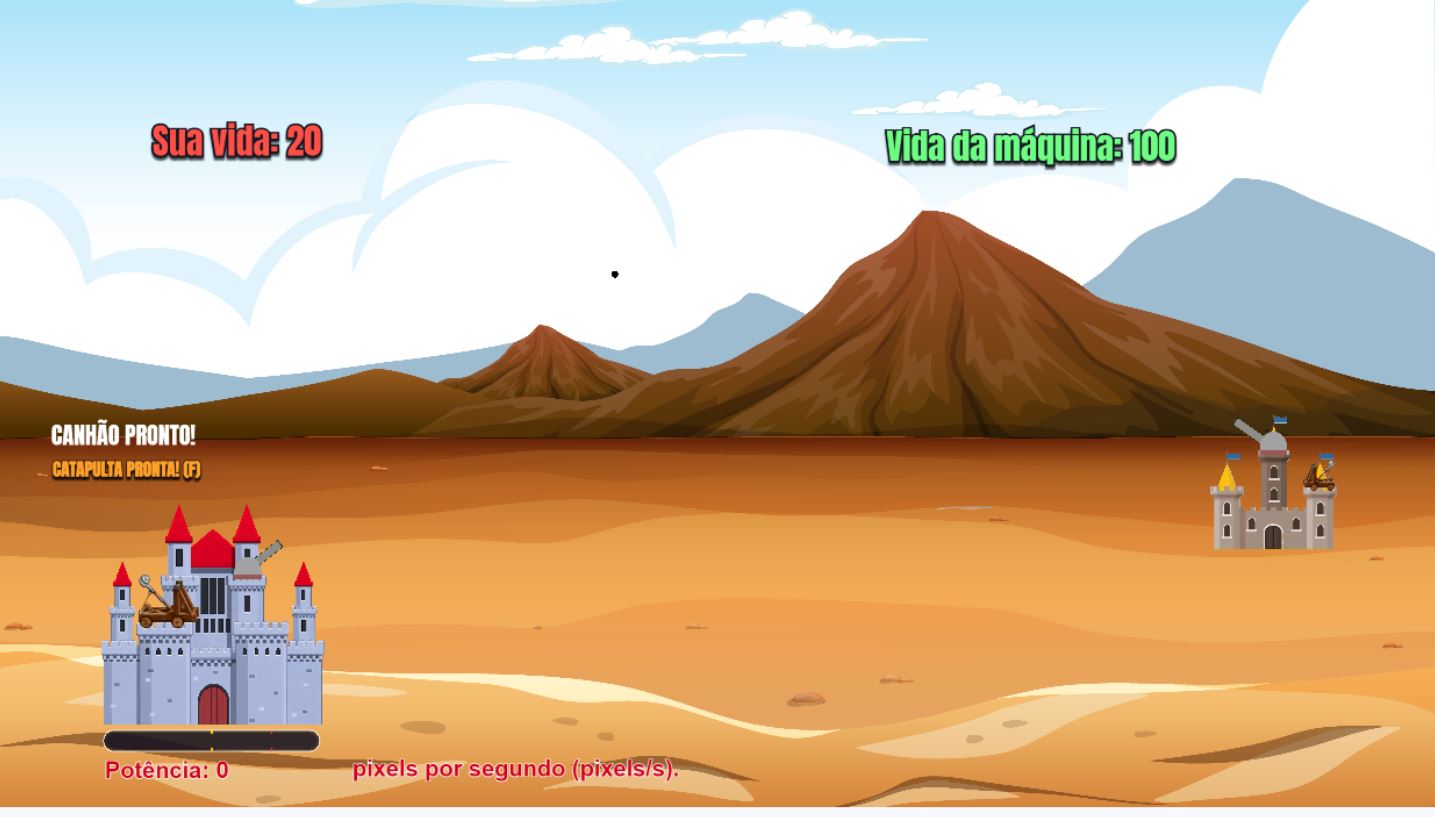 Sua vida: 20
Vida da máquina: 100
CANHÃO PRONTO!
CATAPULTA PRONTA! (F)
Potência: 0
pixels por segundo (pixels/s).